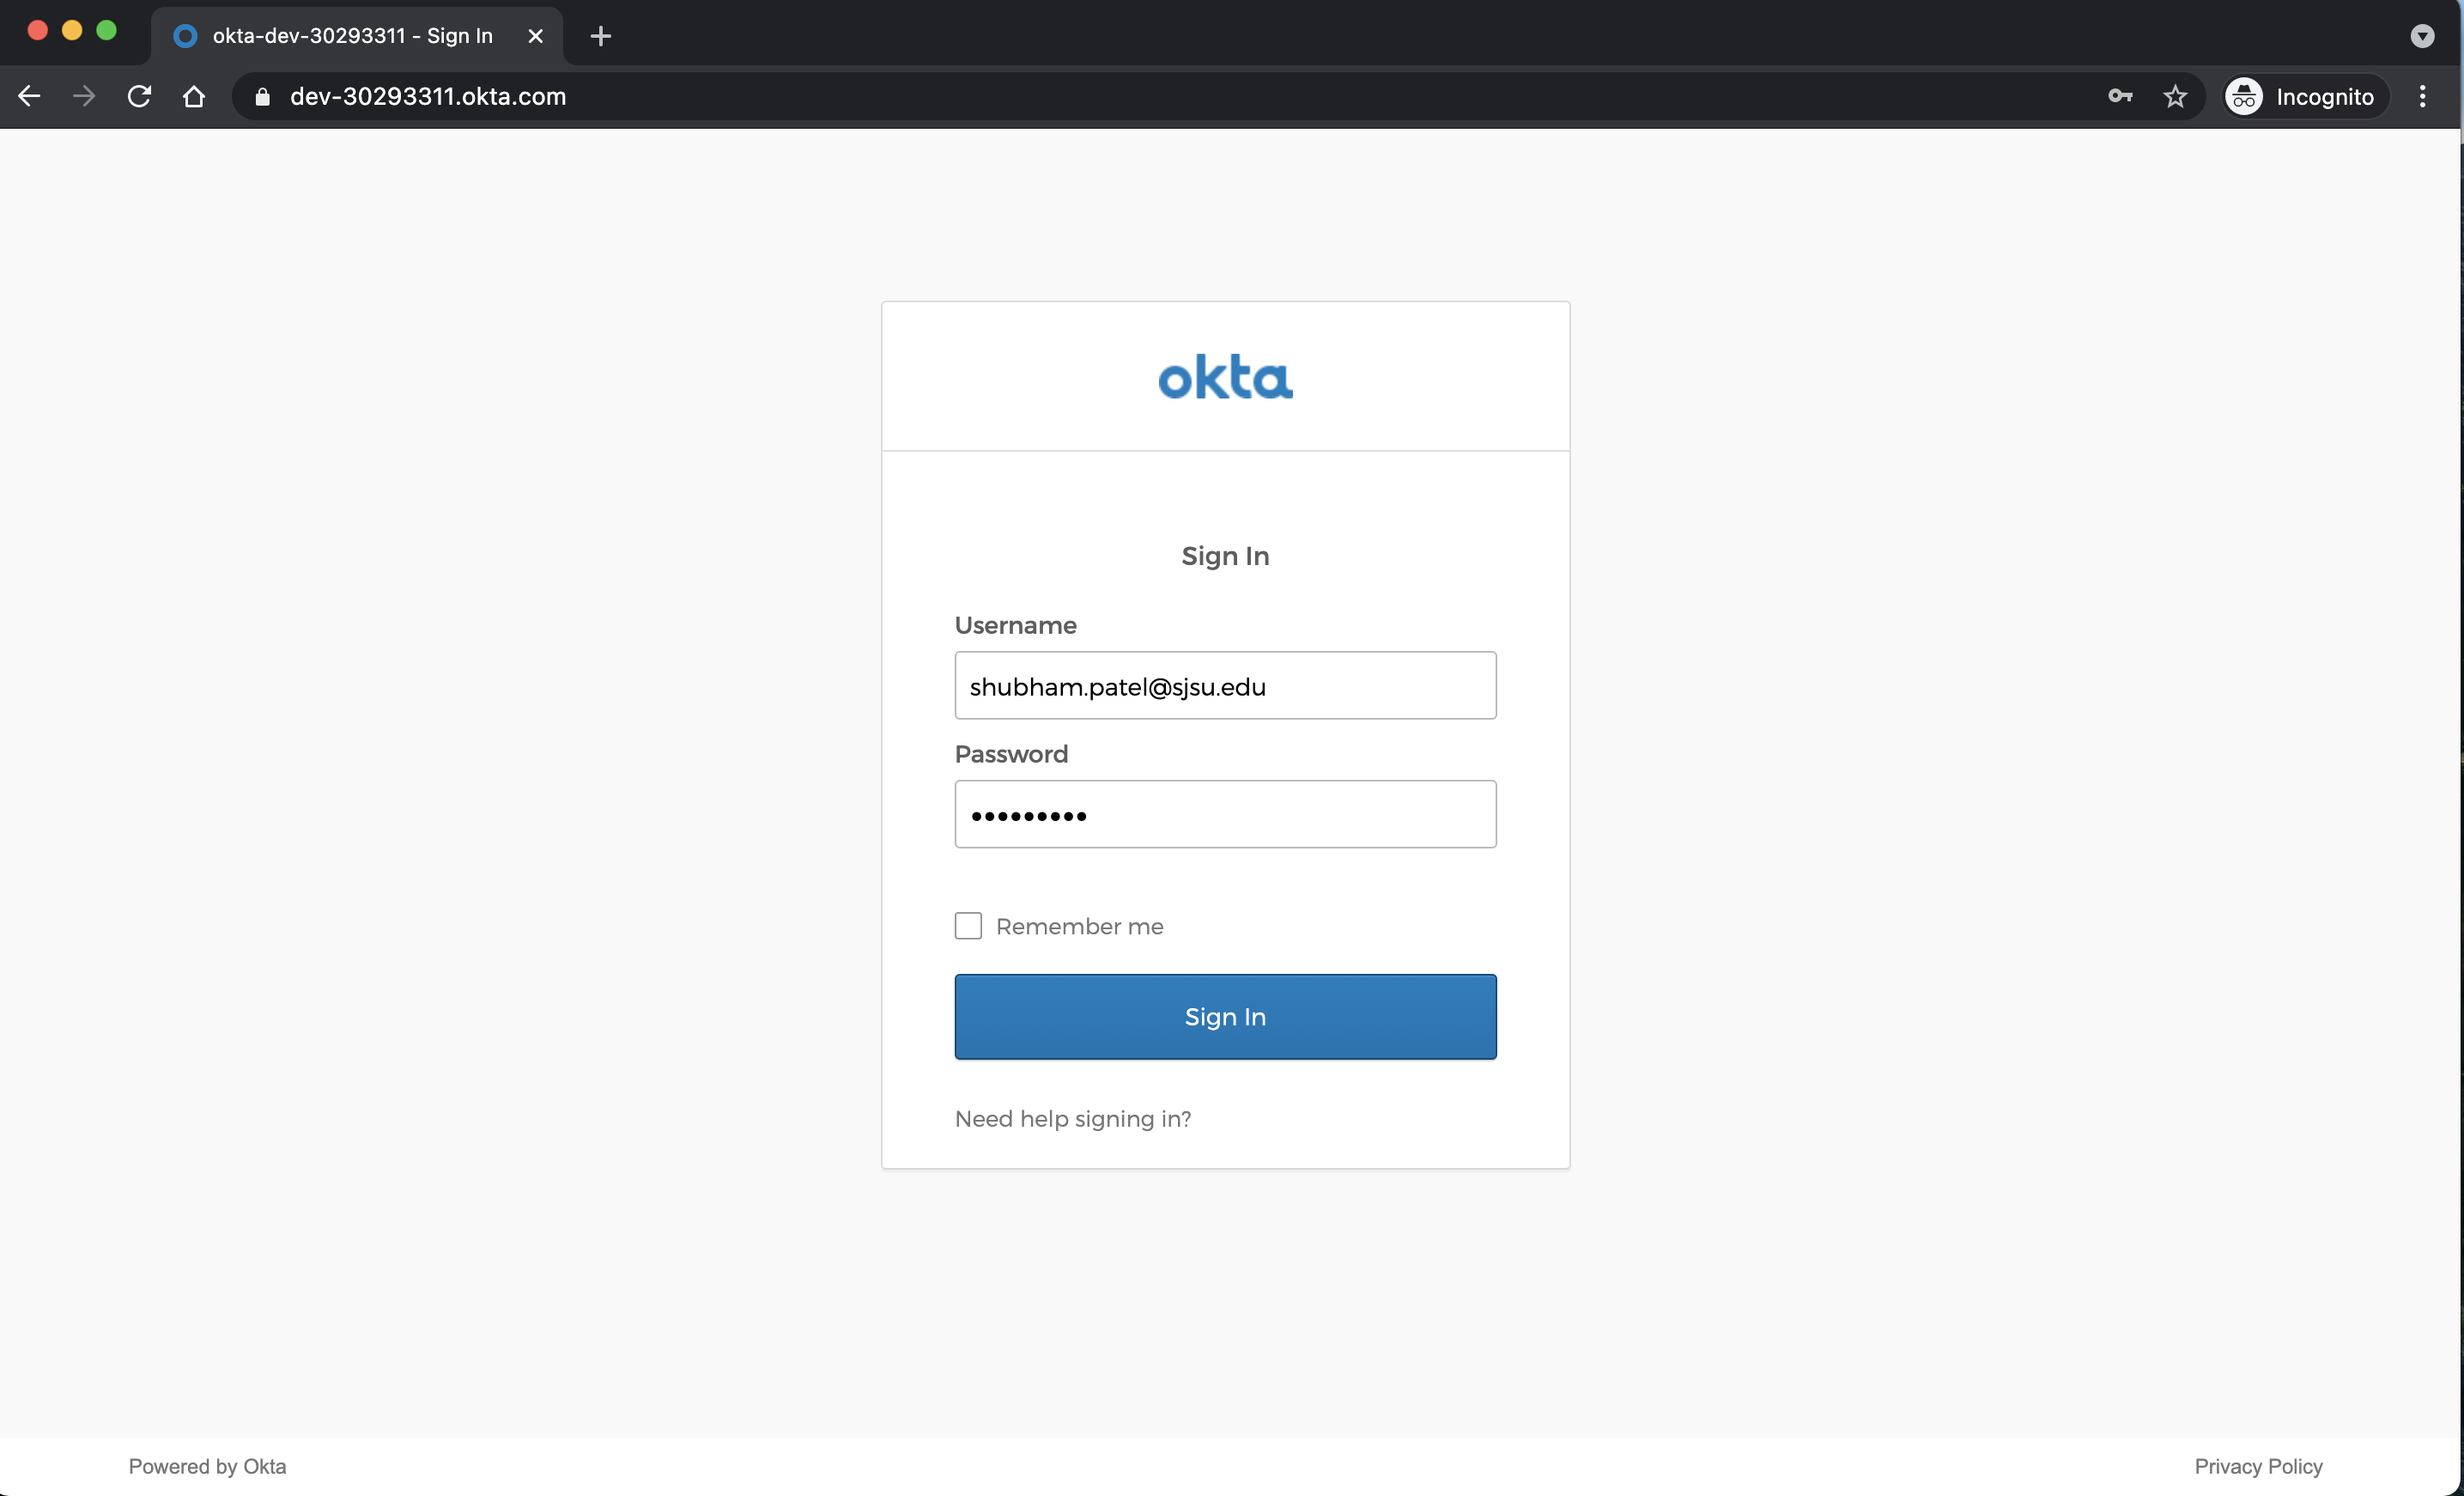 okta-dev-30293311 - Sign In
dev-30293311.okta.com
Incognito
okta
Sign In
Username
shubham.patel@sjsu.edu
Password
•••••••••
Remember me
Sign In
Need help signing in?
Powered by Okta
Privacy Policy